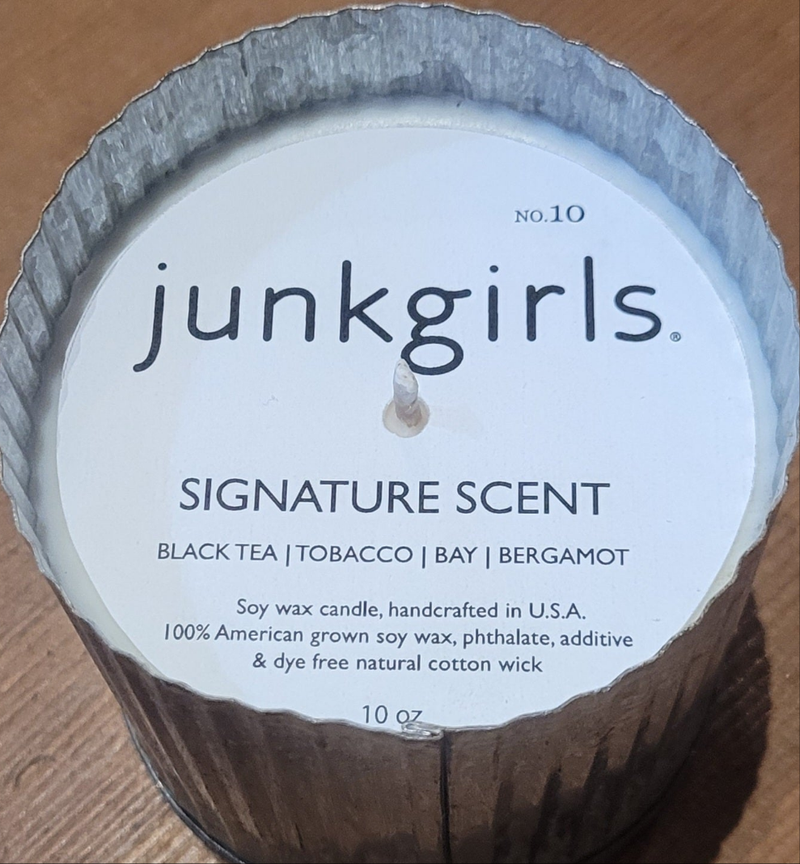 NO.10
junkgirls®
SIGNATURE SCENT
BLACK TEA | TOBACCO | BAY | BERGAMOT
Soy wax candle, handcrafted in U.S.A.
100% American grown soy wax, phthalate, additive
& dye free natural cotton wick
10 oz